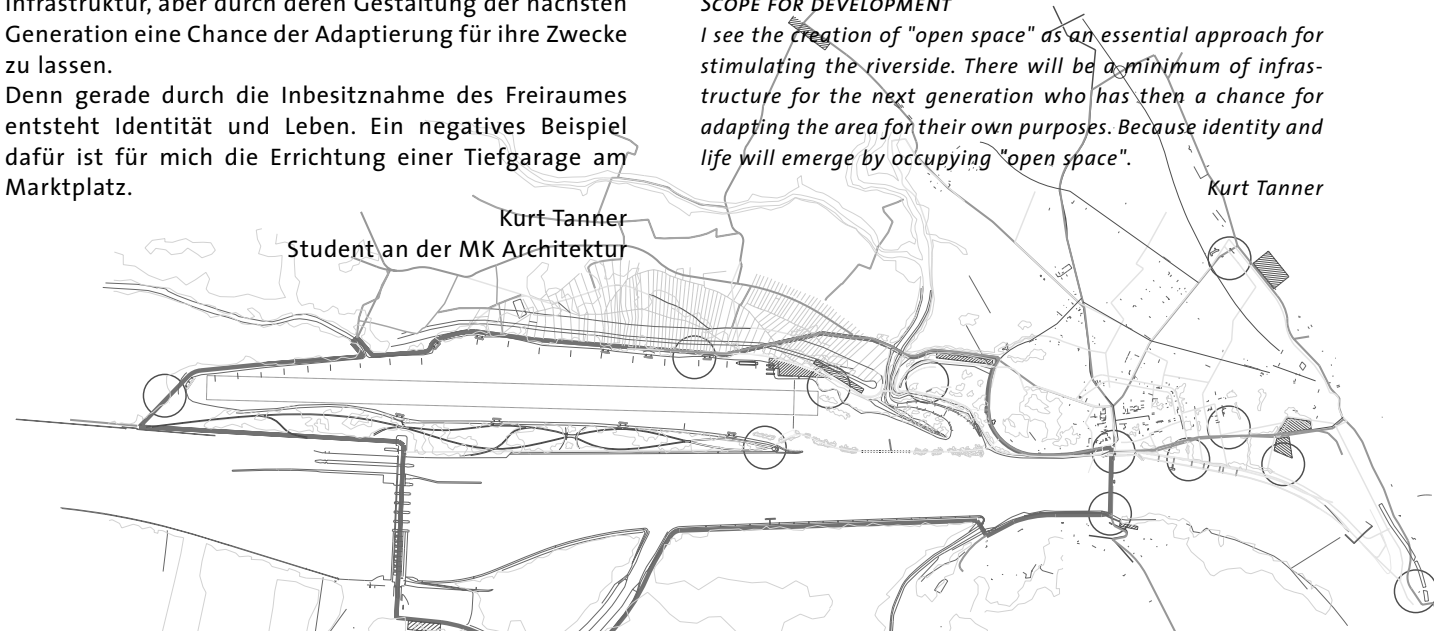 Infrastruktur, aber durch deren Gestaltung der nächsten
Generation eine Chance der Adaptierung für ihre Zwecke
zu lassen.
Denn gerade durch die Inbesitznahme des Freiraumes
entsteht Identität und Leben. Ein negatives Beispiel
dafür ist für mich die Errichtung einer Tiefgarage am
Marktplatz.
Kurt Tanner
Student an der MK Architektur
SCOPE FOR DEVELOPMENT
I see the creation of "open space" as an essential approach for
stimulating the riverside. There will be a minimum of infras-
tructure for the next generation who has then a chance for
adapting the area for their own purposes. Because identity and
life will emerge by occupying "open space".
Kurt Tanner